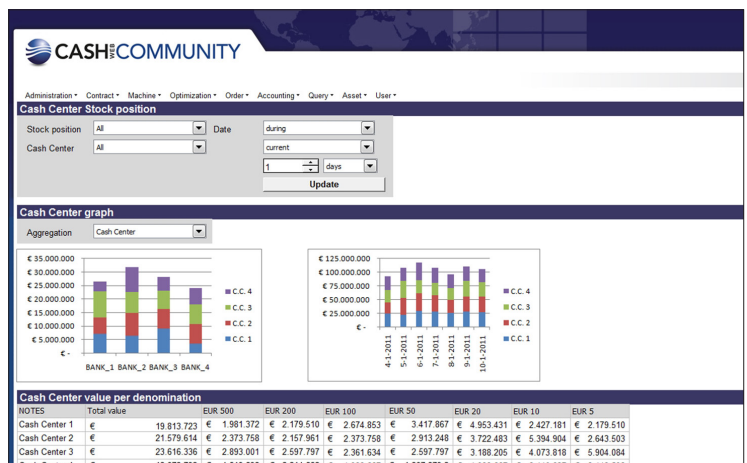 CASH WEB COMMUNITY
Administration Contract Machine Optimization Order Accounting Query Asset User
Cash Center Stock position
Stock position All Date during
Cash Center All current
1 days
Update
Cash Center graph
Aggregation Cash Center
€ 35.000.000
€ 30.000.000
€ 25.000.000
€ 20.000.000
€ 15.000.000
€ 10.000.000
€ 5.000.000
€ -
BANK_1 BANK_2 BANK_3 BANK_4
C.C. 4
C.C. 3
C.C. 2
C.C. 1
€ 125.000.000
€ 100.000.000
€ 75.000.000
€ 50.000.000
€ 25.000.000
€ -
4-1-2011 5-1-2011 6-1-2011 7-1-2011 8-1-2011 9-1-2011 10-1-2011
C.C. 4
C.C. 3
C.C. 2
C.C. 1
Cash Center value per denomination
NOTES Total value EUR 500 EUR 200 EUR 100 EUR 50 EUR 20 EUR 10 EUR 5
Cash Center 1 € 19.813.723 € 1.981.372 € 2.179.510 € 2.674.853 € 3.417.867 € 4.953.431 € 2.427.181 € 2.179.510
Cash Center 2 € 21.579.614 € 2.373.758 € 2.157.961 € 2.373.758 € 2.913.248 € 3.722.483 € 5.394.904 € 2.643.503
Cash Center 3 € 23.616.336 € 2.893.001 € 2.597.797 € 2.361.634 € 2.597.797 € 3.188.205 € 4.073.818 € 5.904.084